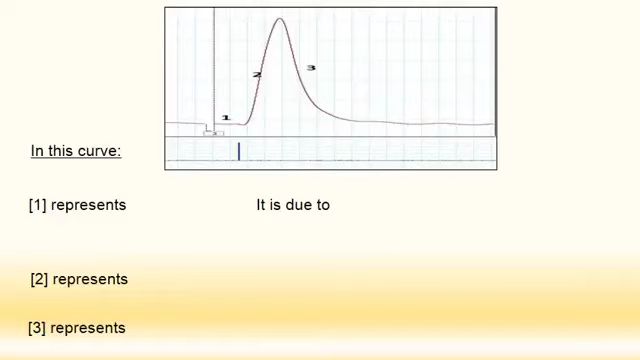 2
3
1
In this curve:
[1] represents It is due to
[2] represents
[3] represents